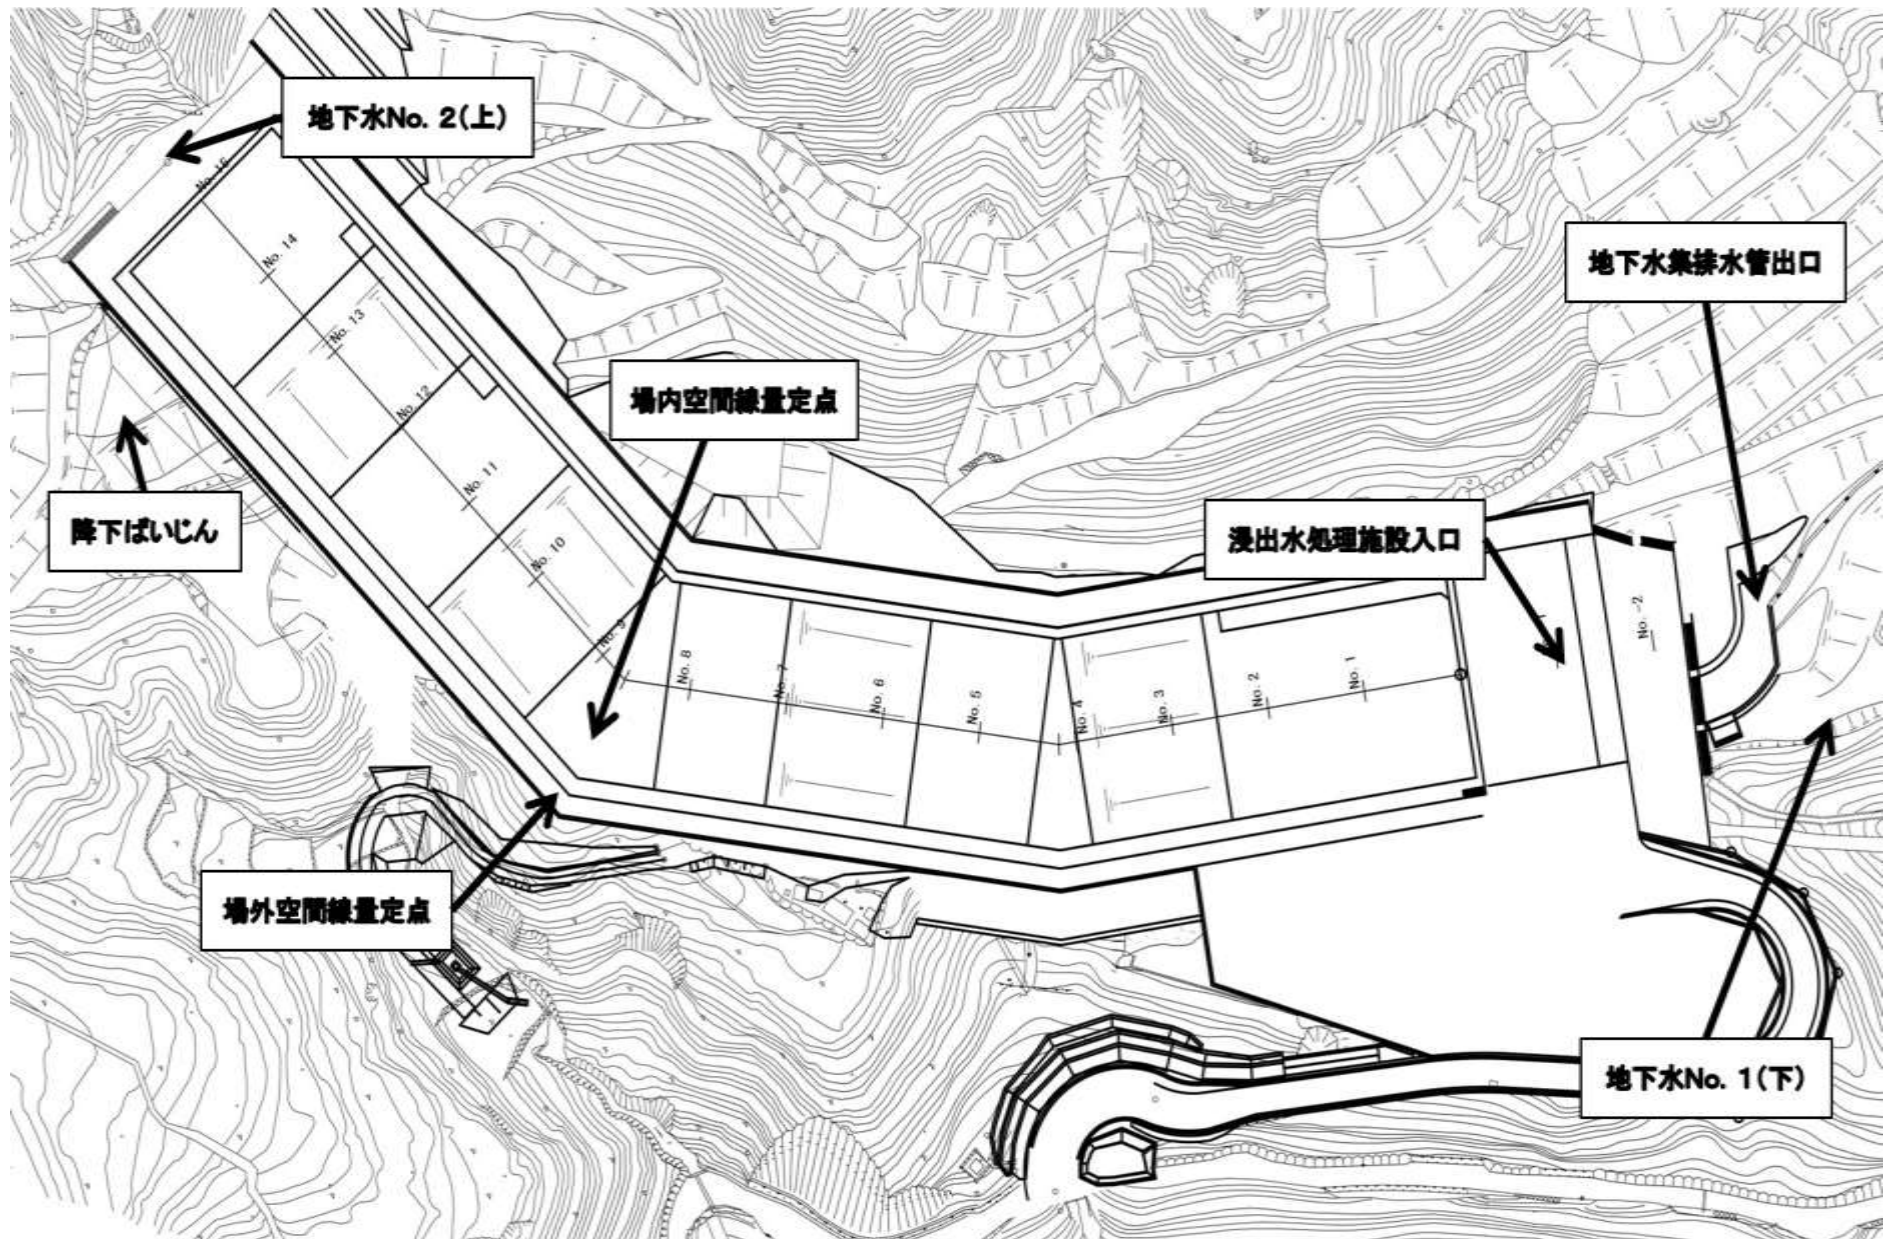 地下水No. 2(上)
No. 15
No. 14
地下水集排水管出口
No. 13
場内空間線量定点
No. 12
No. 11
降下ばいじん
浸出水処理施設入口
No. 10
No. 9
No. -2
No. 8
No. 7
No. 6
No. 5
No. 4
No. 3
No. 2
No. 1
場外空間線量定点
地下水No. 1(下)